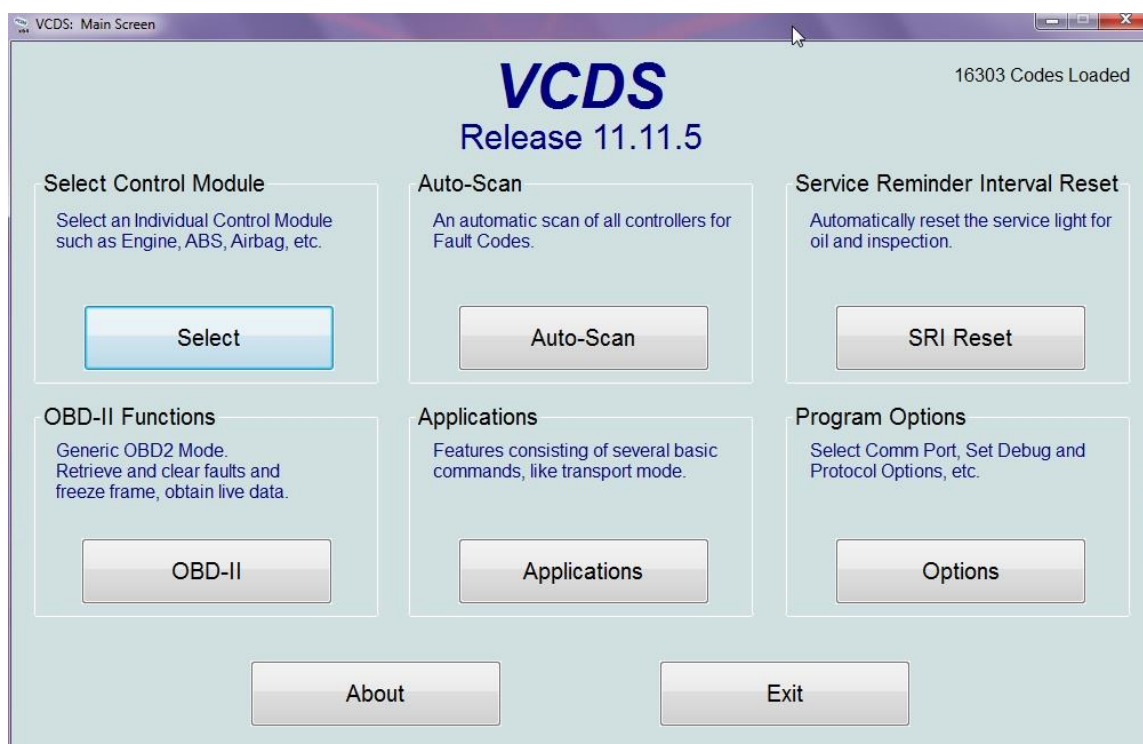 VCDS: Main Screen
VCDS
Release 11.11.5
16303 Codes Loaded
Select Control Module
Select an Individual Control Module
such as Engine, ABS, Airbag, etc.
Select
Auto-Scan
An automatic scan of all controllers for
Fault Codes.
Auto-Scan
Service Reminder Interval Reset
Automatically reset the service light for
oil and inspection.
SRI Reset
OBD-II Functions
Generic OBD2 Mode.
Retrieve and clear faults and
freeze frame, obtain live data.
OBD-II
Applications
Features consisting of several basic
commands, like transport mode.
Applications
Program Options
Select Comm Port, Set Debug and
Protocol Options, etc.
Options
About
Exit